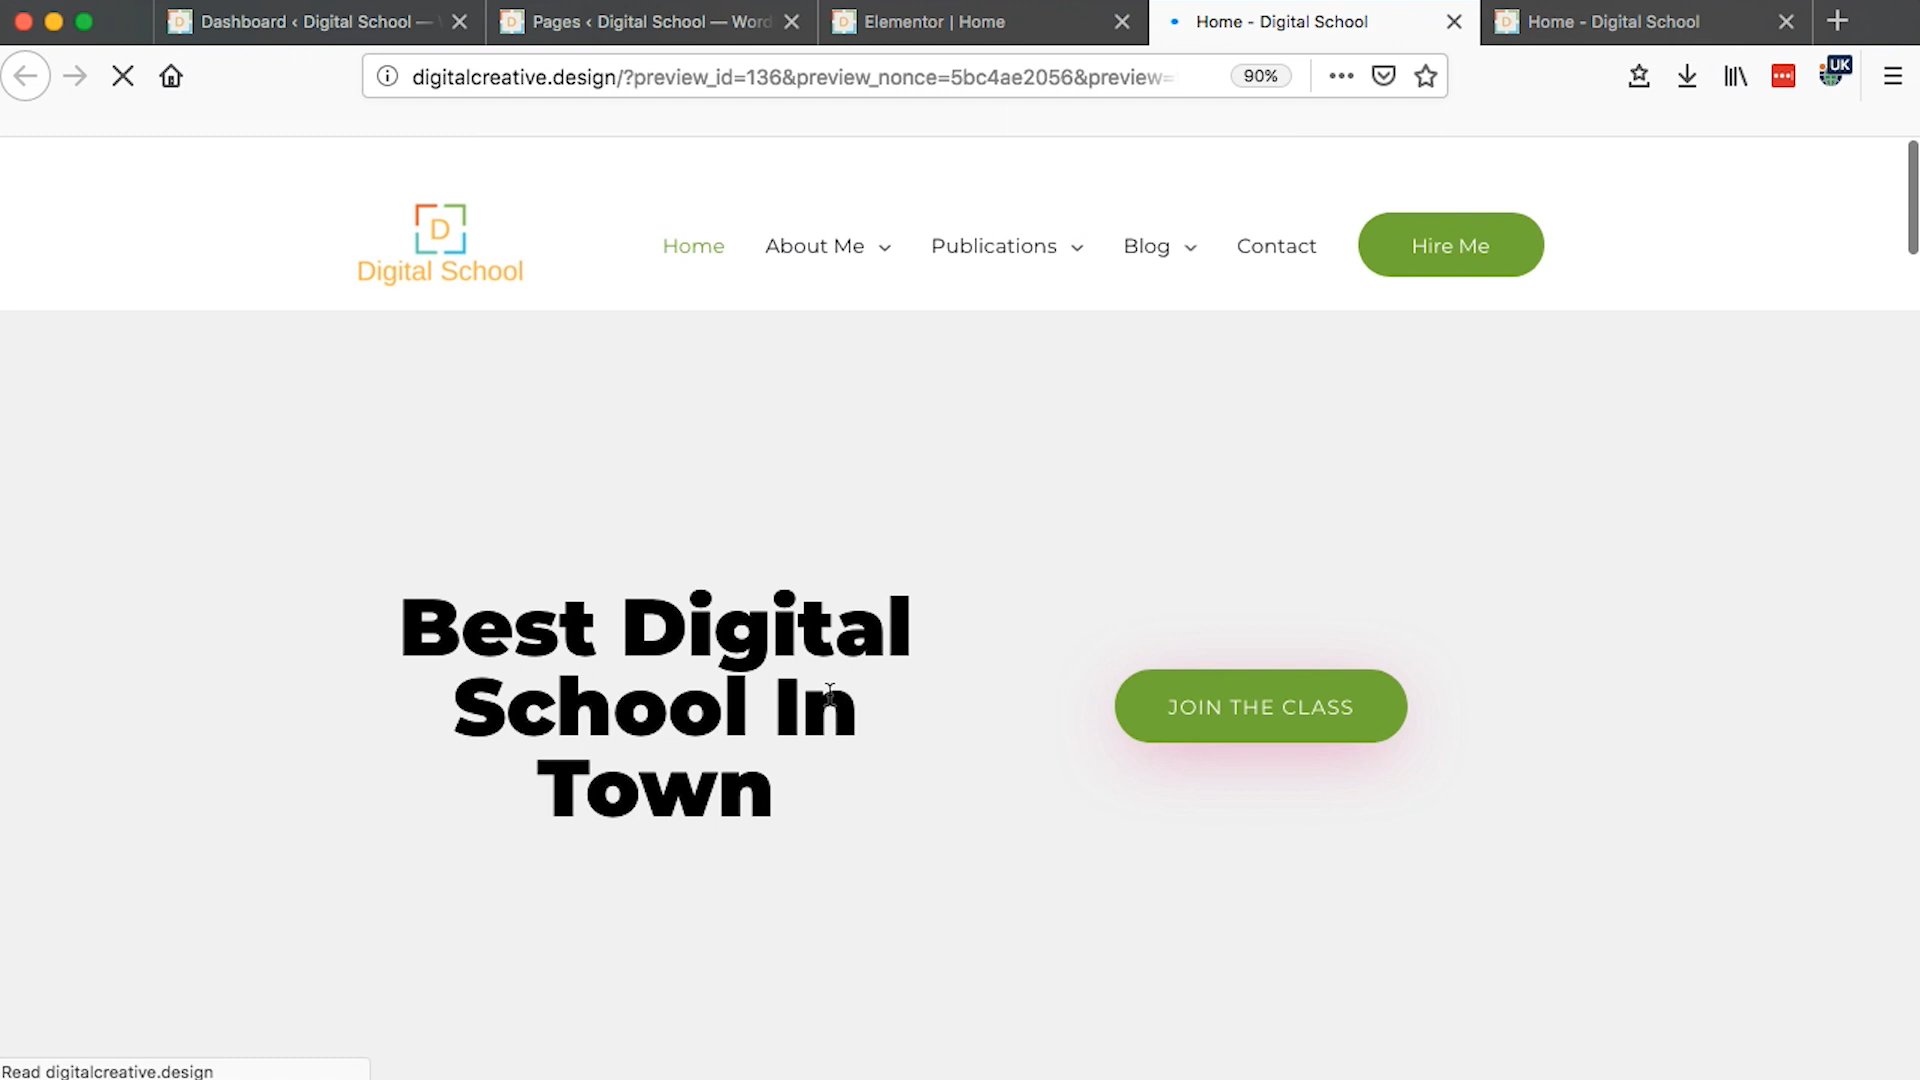 Dashboard ‹ Digital School —
Pages ‹ Digital School — Word
Elementor | Home
Home - Digital School
Home - Digital School
digitalcreative.design/?preview_id=136&preview_nonce=5bc4ae2056&preview=
90%
UK
D
Digital School
Home
About Me
Publications
Blog
Contact
Hire Me
Best Digital
School In
Town
JOIN THE CLASS
Read digitalcreative.design